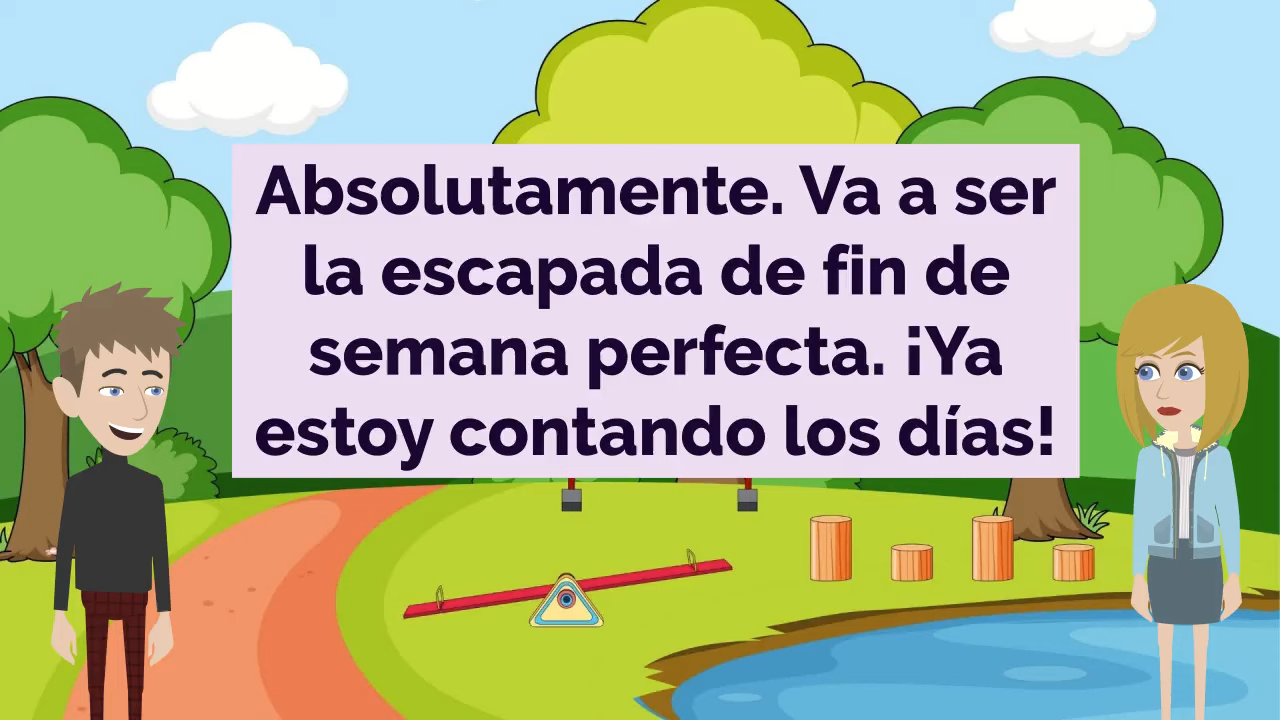 Absolutamente. Va a ser
la escapada de fin de
semana perfecta. ¡Ya
estoy contando los días!